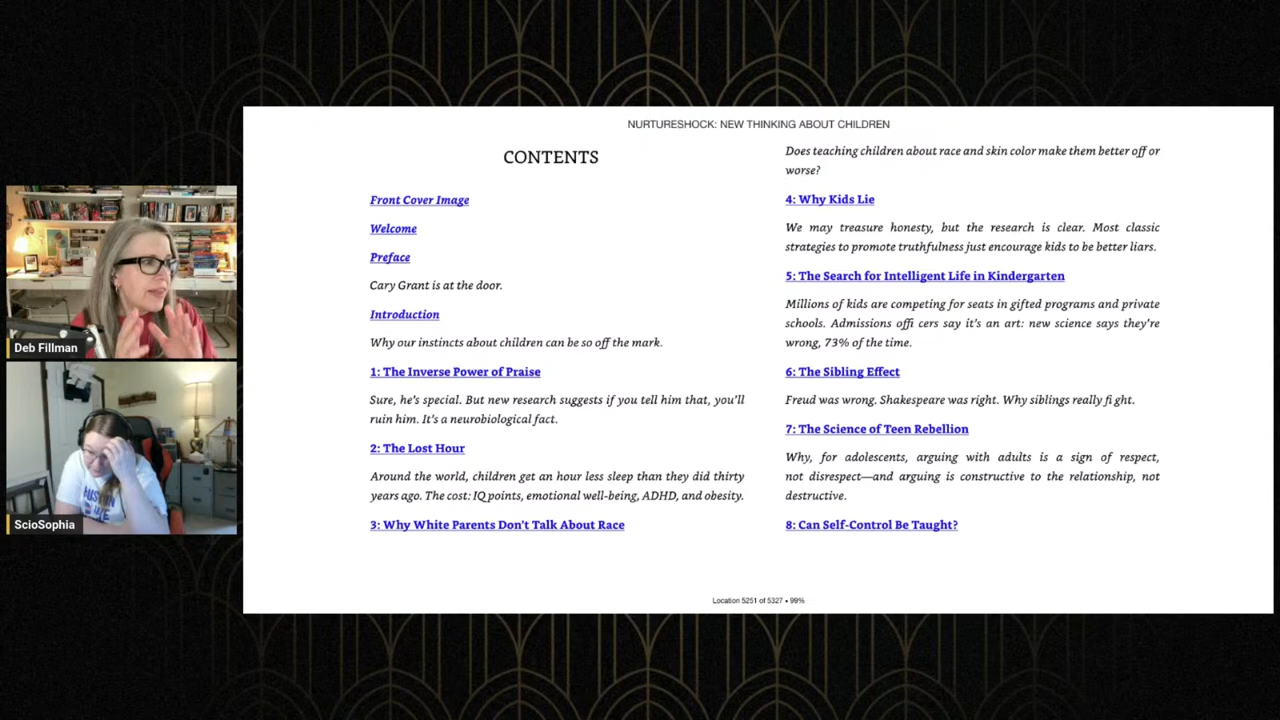 NURTURESHOCK: NEW THINKING ABOUT CHILDREN
CONTENTS
Front Cover Image
Welcome
Preface
Cary Grant is at the door.
Introduction
Why our instincts about children can be so off the mark.
1: The Inverse Power of Praise
Sure, he's special. But new research suggests if you tell him that, you'll
ruin him. It's a neurobiological fact.
2: The Lost Hour
Around the world, children get an hour less sleep than they did thirty
years ago. The cost: IQ points, emotional well-being, ADHD, and obesity.
3: Why White Parents Don't Talk About Race
Does teaching children about race and skin color make them better off or
worse?
4: Why Kids Lie
We may treasure honesty, but the research is clear. Most classic
strategies to promote truthfulness just encourage kids to be better liars.
5: The Search for Intelligent Life in Kindergarten
Millions of kids are competing for seats in gifted programs and private
schools. Admissions offi cers say it's an art: new science says they're
wrong, 73% of the time.
6: The Sibling Effect
Freud was wrong. Shakespeare was right. Why siblings really fi ght.
7: The Science of Teen Rebellion
Why, for adolescents, arguing with adults is a sign of respect,
not disrespect—and arguing is constructive to the relationship, not
destructive.
8: Can Self-Control Be Taught?
Location 5251 of 5327 • 99%
Deb Fillman
ScioSophia